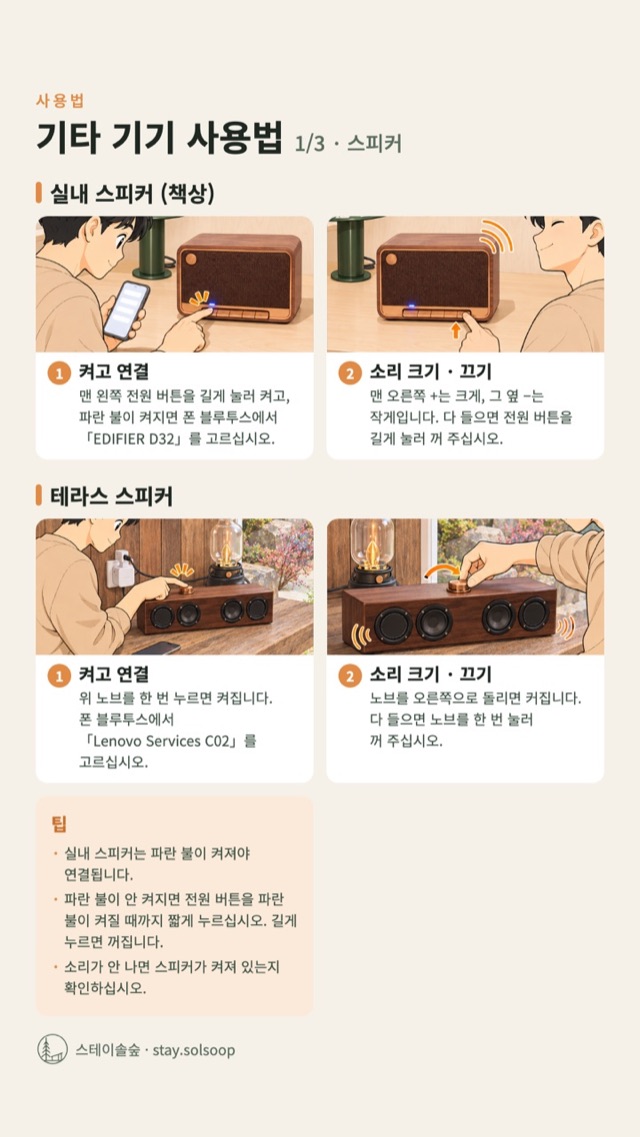 사용법
기타 기기 사용법 1/3 · 스피커
실내 스피커 (책상)
1 켜고 연결
맨 왼쪽 전원 버튼을 길게 눌러 켜고,
파란 불이 켜지면 폰 블루투스에서
「EDIFIER D32」를 고르십시오.
2 소리 크기 · 끄기
맨 오른쪽 +는 크게, 그 옆 −는
작게입니다. 다 들으면 전원 버튼을
길게 눌러 꺼 주십시오.
테라스 스피커
1 켜고 연결
위 노브를 한 번 누르면 켜집니다.
폰 블루투스에서
「Lenovo Services C02」를
고르십시오.
2 소리 크기 · 끄기
노브를 오른쪽으로 돌리면 커집니다.
다 들으면 노브를 한 번 눌러
꺼 주십시오.
팁
· 실내 스피커는 파란 불이 켜져야
연결됩니다.
· 파란 불이 안 켜지면 전원 버튼을 파란
불이 켜질 때까지 짧게 누르십시오. 길게
누르면 꺼집니다.
· 소리가 안 나면 스피커가 켜져 있는지
확인하십시오.
스테이솔숲 · stay.solsoop